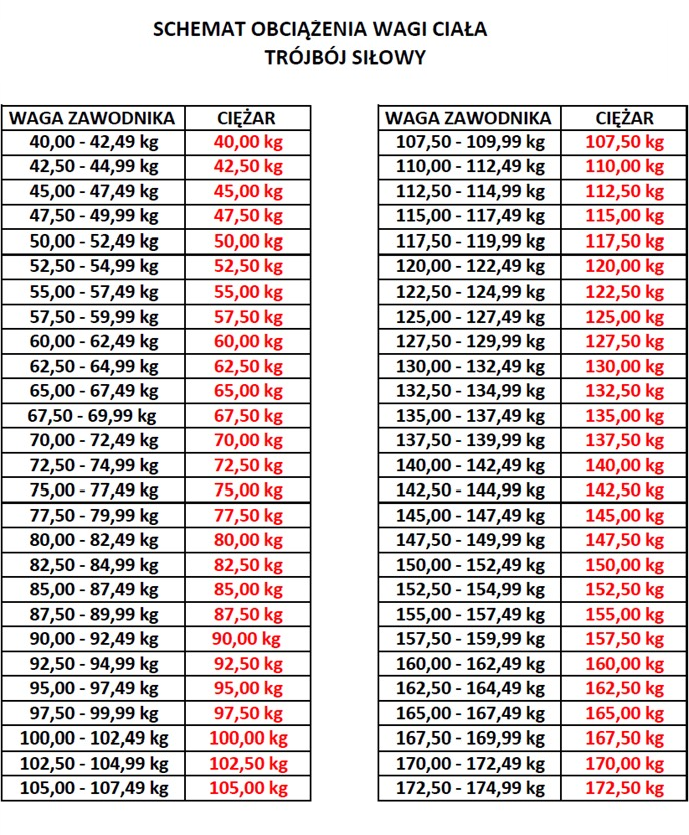 SCHEMAT OBCIĄŻENIA WAGI CIAŁA
TRÓJBÓJ SIŁOWY
WAGA ZAWODNIKA CIĘŻAR
40,00 - 42,49 kg 40,00 kg
42,50 - 44,99 kg 42,50 kg
45,00 - 47,49 kg 45,00 kg
47,50 - 49,99 kg 47,50 kg
50,00 - 52,49 kg 50,00 kg
52,50 - 54,99 kg 52,50 kg
55,00 - 57,49 kg 55,00 kg
57,50 - 59,99 kg 57,50 kg
60,00 - 62,49 kg 60,00 kg
62,50 - 64,99 kg 62,50 kg
65,00 - 67,49 kg 65,00 kg
67,50 - 69,99 kg 67,50 kg
70,00 - 72,49 kg 70,00 kg
72,50 - 74,99 kg 72,50 kg
75,00 - 77,49 kg 75,00 kg
77,50 - 79,99 kg 77,50 kg
80,00 - 82,49 kg 80,00 kg
82,50 - 84,99 kg 82,50 kg
85,00 - 87,49 kg 85,00 kg
87,50 - 89,99 kg 87,50 kg
90,00 - 92,49 kg 90,00 kg
92,50 - 94,99 kg 92,50 kg
95,00 - 97,49 kg 95,00 kg
97,50 - 99,99 kg 97,50 kg
100,00 - 102,49 kg 100,00 kg
102,50 - 104,99 kg 102,50 kg
105,00 - 107,49 kg 105,00 kg
WAGA ZAWODNIKA CIĘŻAR
107,50 - 109,99 kg 107,50 kg
110,00 - 112,49 kg 110,00 kg
112,50 - 114,99 kg 112,50 kg
115,00 - 117,49 kg 115,00 kg
117,50 - 119,99 kg 117,50 kg
120,00 - 122,49 kg 120,00 kg
122,50 - 124,99 kg 122,50 kg
125,00 - 127,49 kg 125,00 kg
127,50 - 129,99 kg 127,50 kg
130,00 - 132,49 kg 130,00 kg
132,50 - 134,99 kg 132,50 kg
135,00 - 137,49 kg 135,00 kg
137,50 - 139,99 kg 137,50 kg
140,00 - 142,49 kg 140,00 kg
142,50 - 144,99 kg 142,50 kg
145,00 - 147,49 kg 145,00 kg
147,50 - 149,99 kg 147,50 kg
150,00 - 152,49 kg 150,00 kg
152,50 - 154,99 kg 152,50 kg
155,00 - 157,49 kg 155,00 kg
157,50 - 159,99 kg 157,50 kg
160,00 - 162,49 kg 160,00 kg
162,50 - 164,49 kg 162,50 kg
165,00 - 167,49 kg 165,00 kg
167,50 - 169,99 kg 167,50 kg
170,00 - 172,49 kg 170,00 kg
172,50 - 174,99 kg 172,50 kg